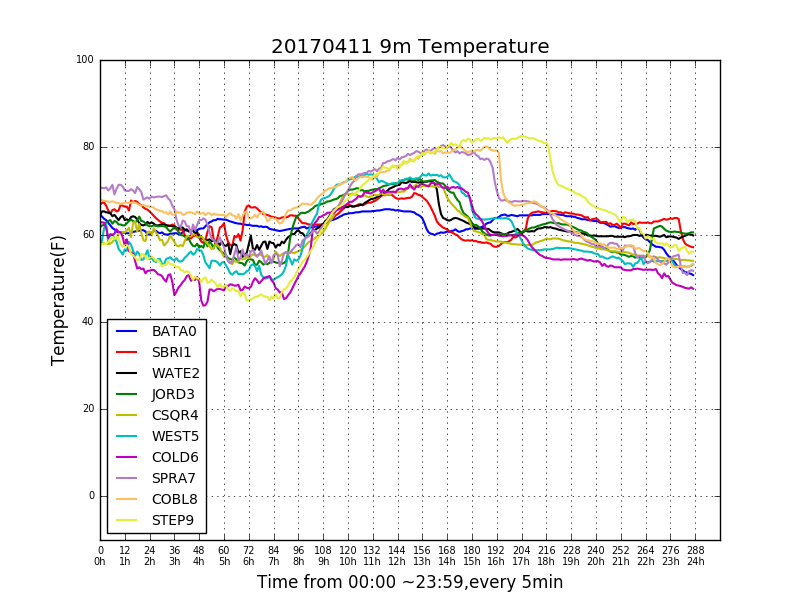 20170411 9m Temperature
100
80
60
40
20
0
Temperature(F)
BATA0
SBRI1
WATE2
JORD3
CSQR4
WEST5
COLD6
SPRA7
COBL8
STEP9
0 12 24 36 48 60 72 84 96 108 120 132 144 156 168 180 192 204 216 228 240 252 264 276 288
0h 1h 2h 3h 4h 5h 6h 7h 8h 9h 10h 11h 12h 13h 14h 15h 16h 17h 18h 19h 20h 21h 22h 23h 24h
Time from 00:00 ~23:59,every 5min